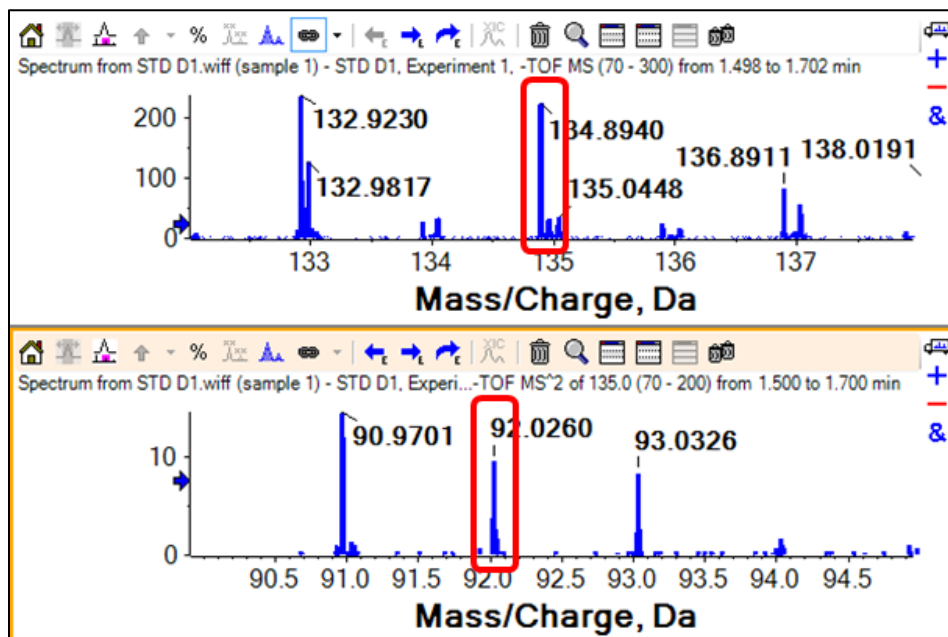 %
Spectrum from STD D1.wiff (sample 1) - STD D1, Experiment 1, -TOF MS (70 - 300) from 1.498 to 1.702 min
200
100
0
132.9230
132.9817
134.8940
135.0448
136.8911
138.0191
133 134 135 136 137
Mass/Charge, Da
%
Spectrum from STD D1.wiff (sample 1) - STD D1, Experi...-TOF MS^2 of 135.0 (70 - 200) from 1.500 to 1.700 min
10
0
90.9701
92.0260
93.0326
90.5 91.0 91.5 92.0 92.5 93.0 93.5 94.0 94.5
Mass/Charge, Da